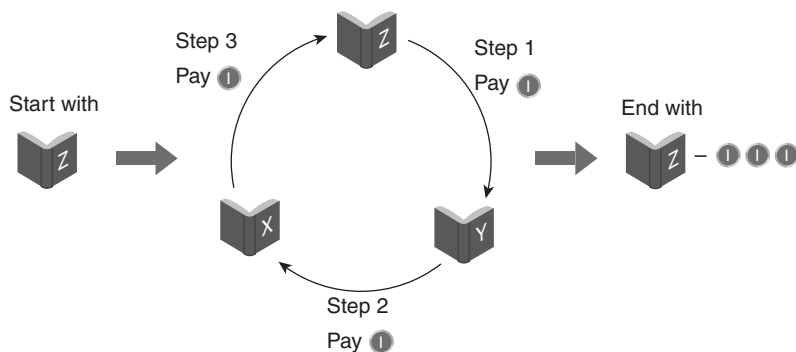 Start with
Z
Step 3
Pay I
Z
Step 1
Pay I
X
Y
Step 2
Pay I
End with
Z – I I I